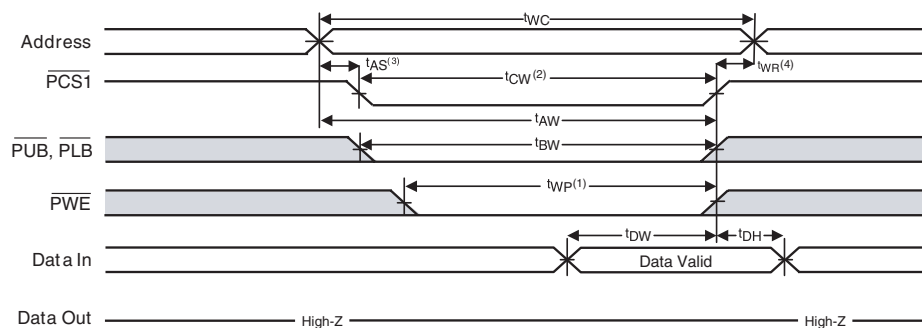 tWC
Address
tAS(3)
tCW(2)
tWR(4)
PCS1
tAW
PUB, PLB
tBW
PWE
tWP(1)
tDW
tDH
Data In
Data Valid
Data Out
High-Z
High-Z